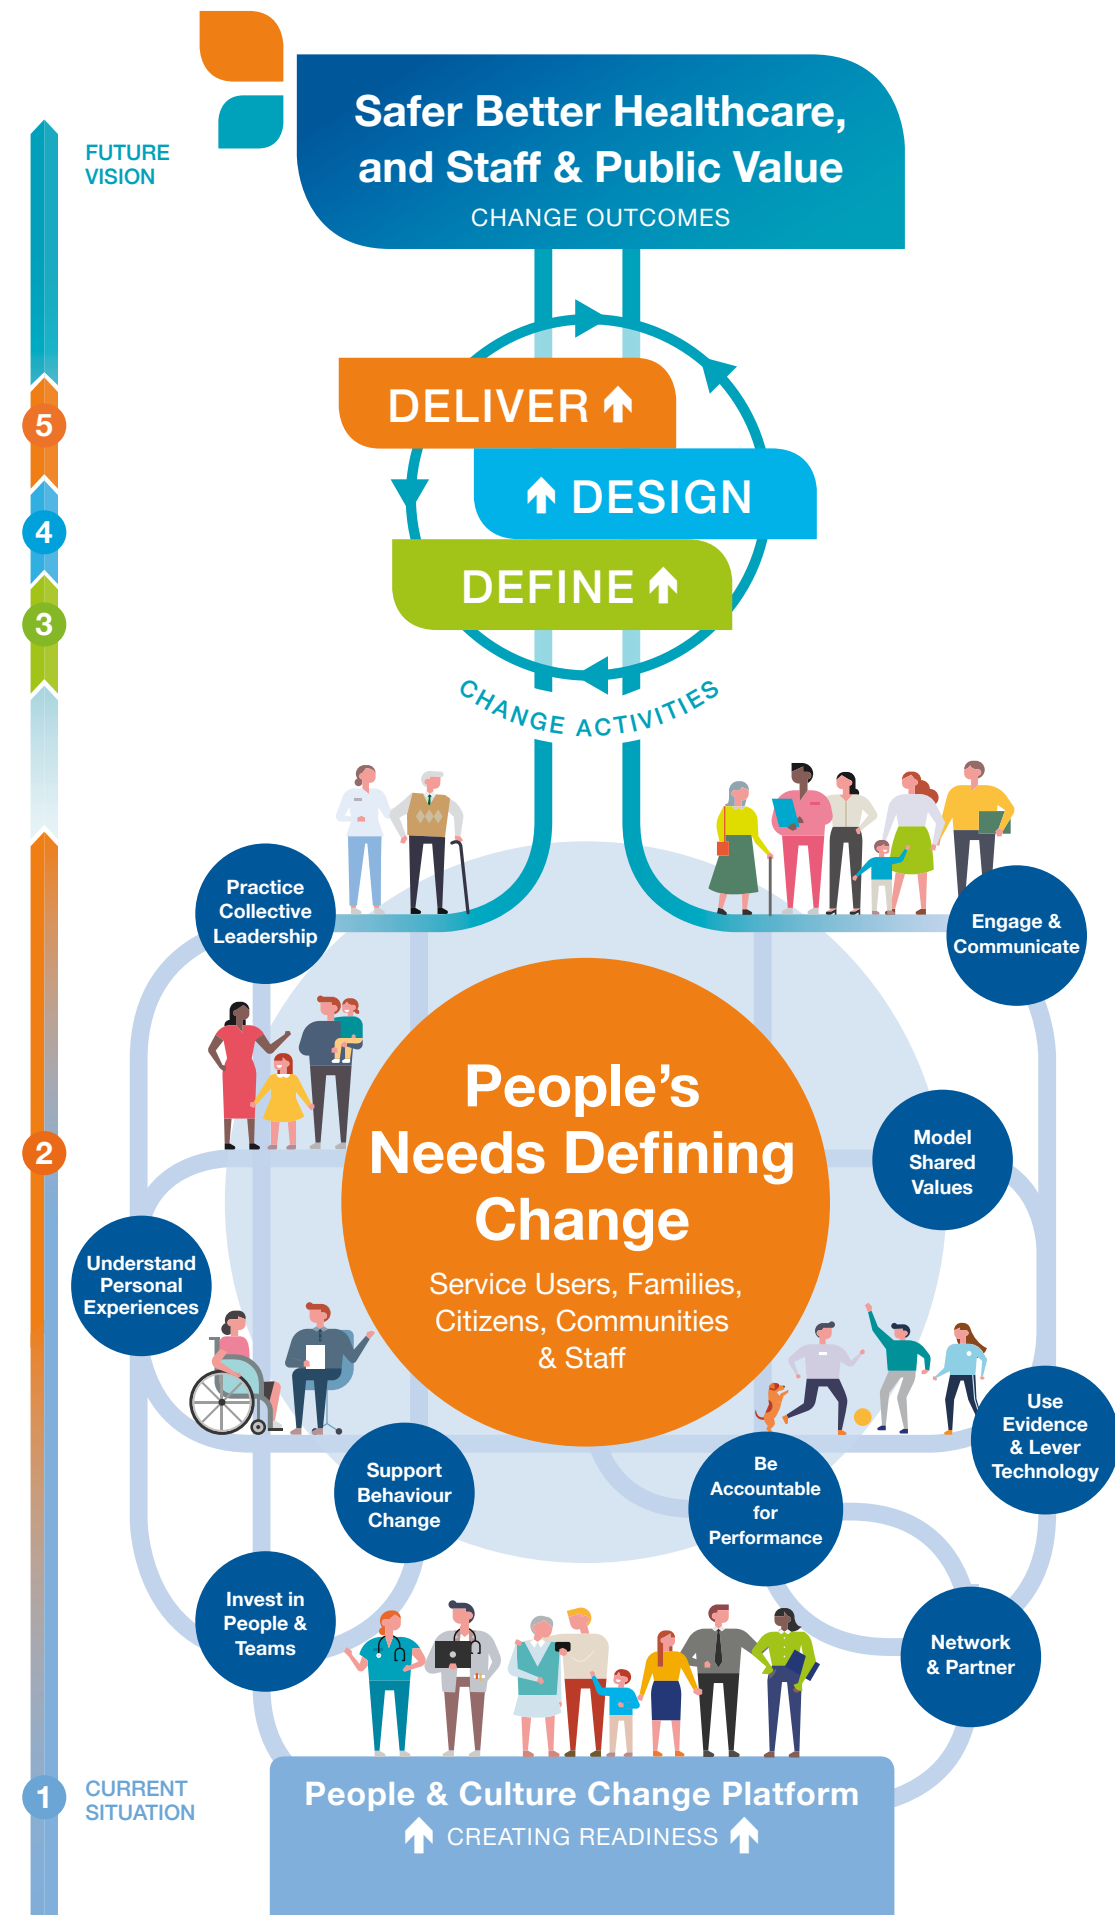 Safer Better Healthcare,
and Staff & Public Value
CHANGE OUTCOMES
FUTURE
VISION
DELIVER
5
DESIGN
4
DEFINE
3
CHANGE ACTIVITIES
Practice
Collective
Leadership
Engage &
Communicate
People’s
Needs Defining
Change
Service Users, Families,
Citizens, Communities
& Staff
2
Model
Shared
Values
Understand
Personal
Experiences
Use
Evidence
& Lever
Technology
Support
Behaviour
Change
Be
Accountable
for
Performance
Invest in
People &
Teams
Network
& Partner
1
CURRENT
SITUATION
People & Culture Change Platform
CREATING READINESS